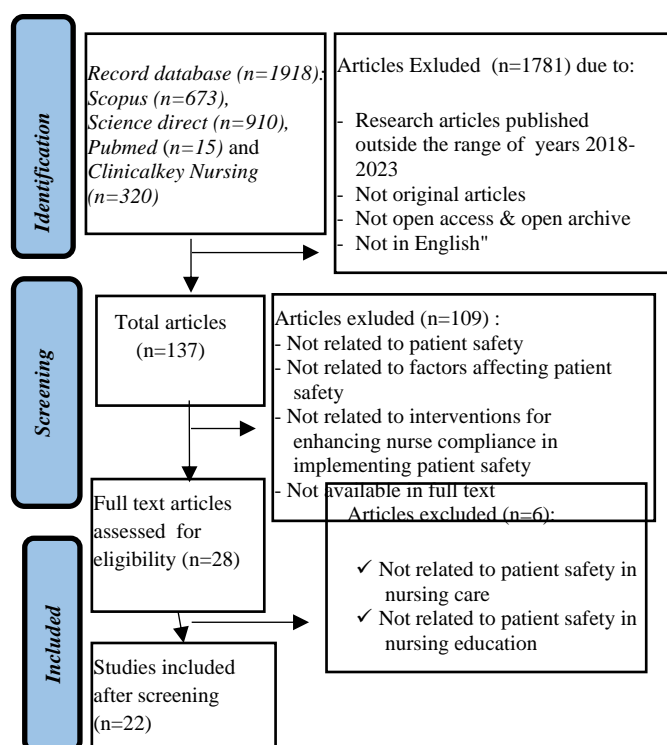 Identification
Record database (n=1918):
Scopus (n=673),
Science direct (n=910),
Pubmed (n=15) and
Clinicalkey Nursing
(n=320)
Articles Exluded (n=1781) due to:
- Research articles published
outside the range of years 2018-
2023
- Not original articles
- Not open access & open archive
- Not in English"
Screening
Total articles
(n=137)
Articles exluded (n=109) :
- Not related to patient safety
- Not related to factors affecting patient
safety
- Not related to interventions for
enhancing nurse compliance in
implementing patient safety
- Not available in full text
Full text articles
assessed for
eligibility (n=28)
Articles excluded (n=6):
✓ Not related to patient safety in
nursing care
✓ Not related to patient safety in
nursing education
Included
Studies included
after screening
(n=22)